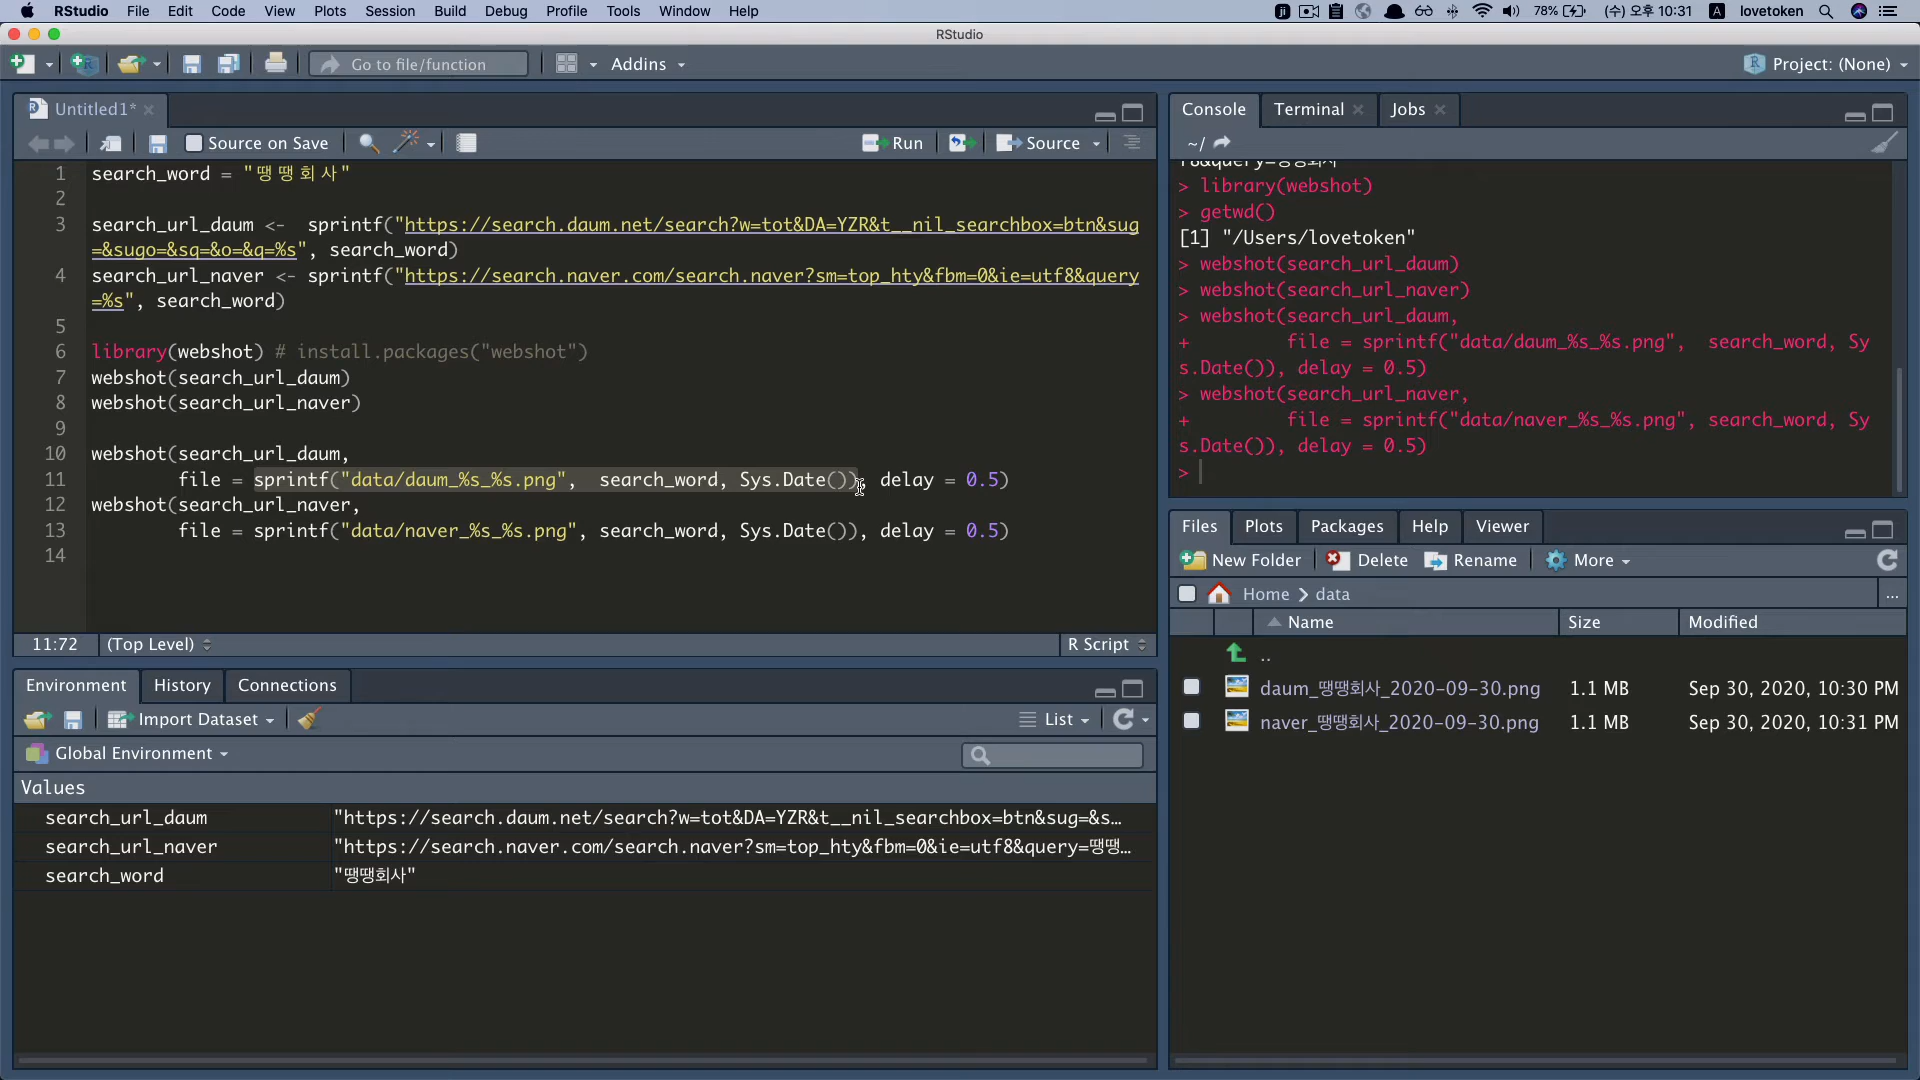 RStudio File Edit Code View Plots Session Build Debug Profile Tools Window Help 78% (수) 오후 10:31 A lovetoken
RStudio
Go to file/function Addins Project: (None)
Untitled1*
Source on Save Run Source
1 search_word = "땡땡회사"
2
3 search_url_daum <-  sprintf("https://search.daum.net/search?w=tot&DA=YZR&t__nil_searchbox=btn&sug
=&sugo=&sq=&o=&q=%s", search_word)
4 search_url_naver <- sprintf("https://search.naver.com/search.naver?sm=top_hty&fbm=0&ie=utf8&query
=%s", search_word)
5
6 library(webshot) # install.packages("webshot")
7 webshot(search_url_daum)
8 webshot(search_url_naver)
9
10 webshot(search_url_daum,
11         file = sprintf("data/daum_%s_%s.png",  search_word, Sys.Date()), delay = 0.5)
12 webshot(search_url_naver,
13         file = sprintf("data/naver_%s_%s.png", search_word, Sys.Date()), delay = 0.5)
14
11:72 (Top Level) R Script
Console Terminal Jobs
~/
f8&query=땡땡회사"
> library(webshot)
> getwd()
[1] "/Users/lovetoken"
> webshot(search_url_daum)
> webshot(search_url_naver)
> webshot(search_url_daum,
+         file = sprintf("data/daum_%s_%s.png",  search_word, Sy
s.Date()), delay = 0.5)
> webshot(search_url_naver,
+         file = sprintf("data/naver_%s_%s.png", search_word, Sy
s.Date()), delay = 0.5)
>
Environment History Connections
Import Dataset List
Global Environment
Values
search_url_daum "https://search.daum.net/search?w=tot&DA=YZR&t__nil_searchbox=btn&sug=&s…
search_url_naver "https://search.naver.com/search.naver?sm=top_hty&fbm=0&ie=utf8&query=땡땡…
search_word "땡땡회사"
Files Plots Packages Help Viewer
New Folder Delete Rename More
Home data ...
Name Size Modified
..
daum_땡땡회사_2020-09-30.png 1.1 MB Sep 30, 2020, 10:30 PM
naver_땡땡회사_2020-09-30.png 1.1 MB Sep 30, 2020, 10:31 PM